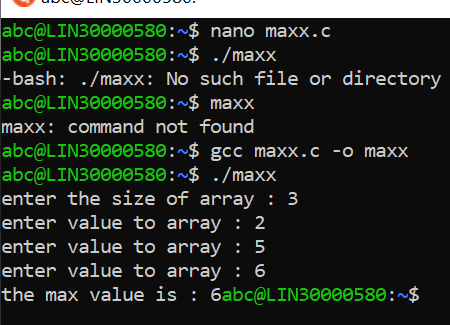 abc@LIN30000580:
abc@LIN30000580:~$ nano maxx.c
abc@LIN30000580:~$ ./maxx
-bash: ./maxx: No such file or directory
abc@LIN30000580:~$ maxx
maxx: command not found
abc@LIN30000580:~$ gcc maxx.c -o maxx
abc@LIN30000580:~$ ./maxx
enter the size of array : 3
enter value to array : 2
enter value to array : 5
enter value to array : 6
the max value is : 6abc@LIN30000580:~$